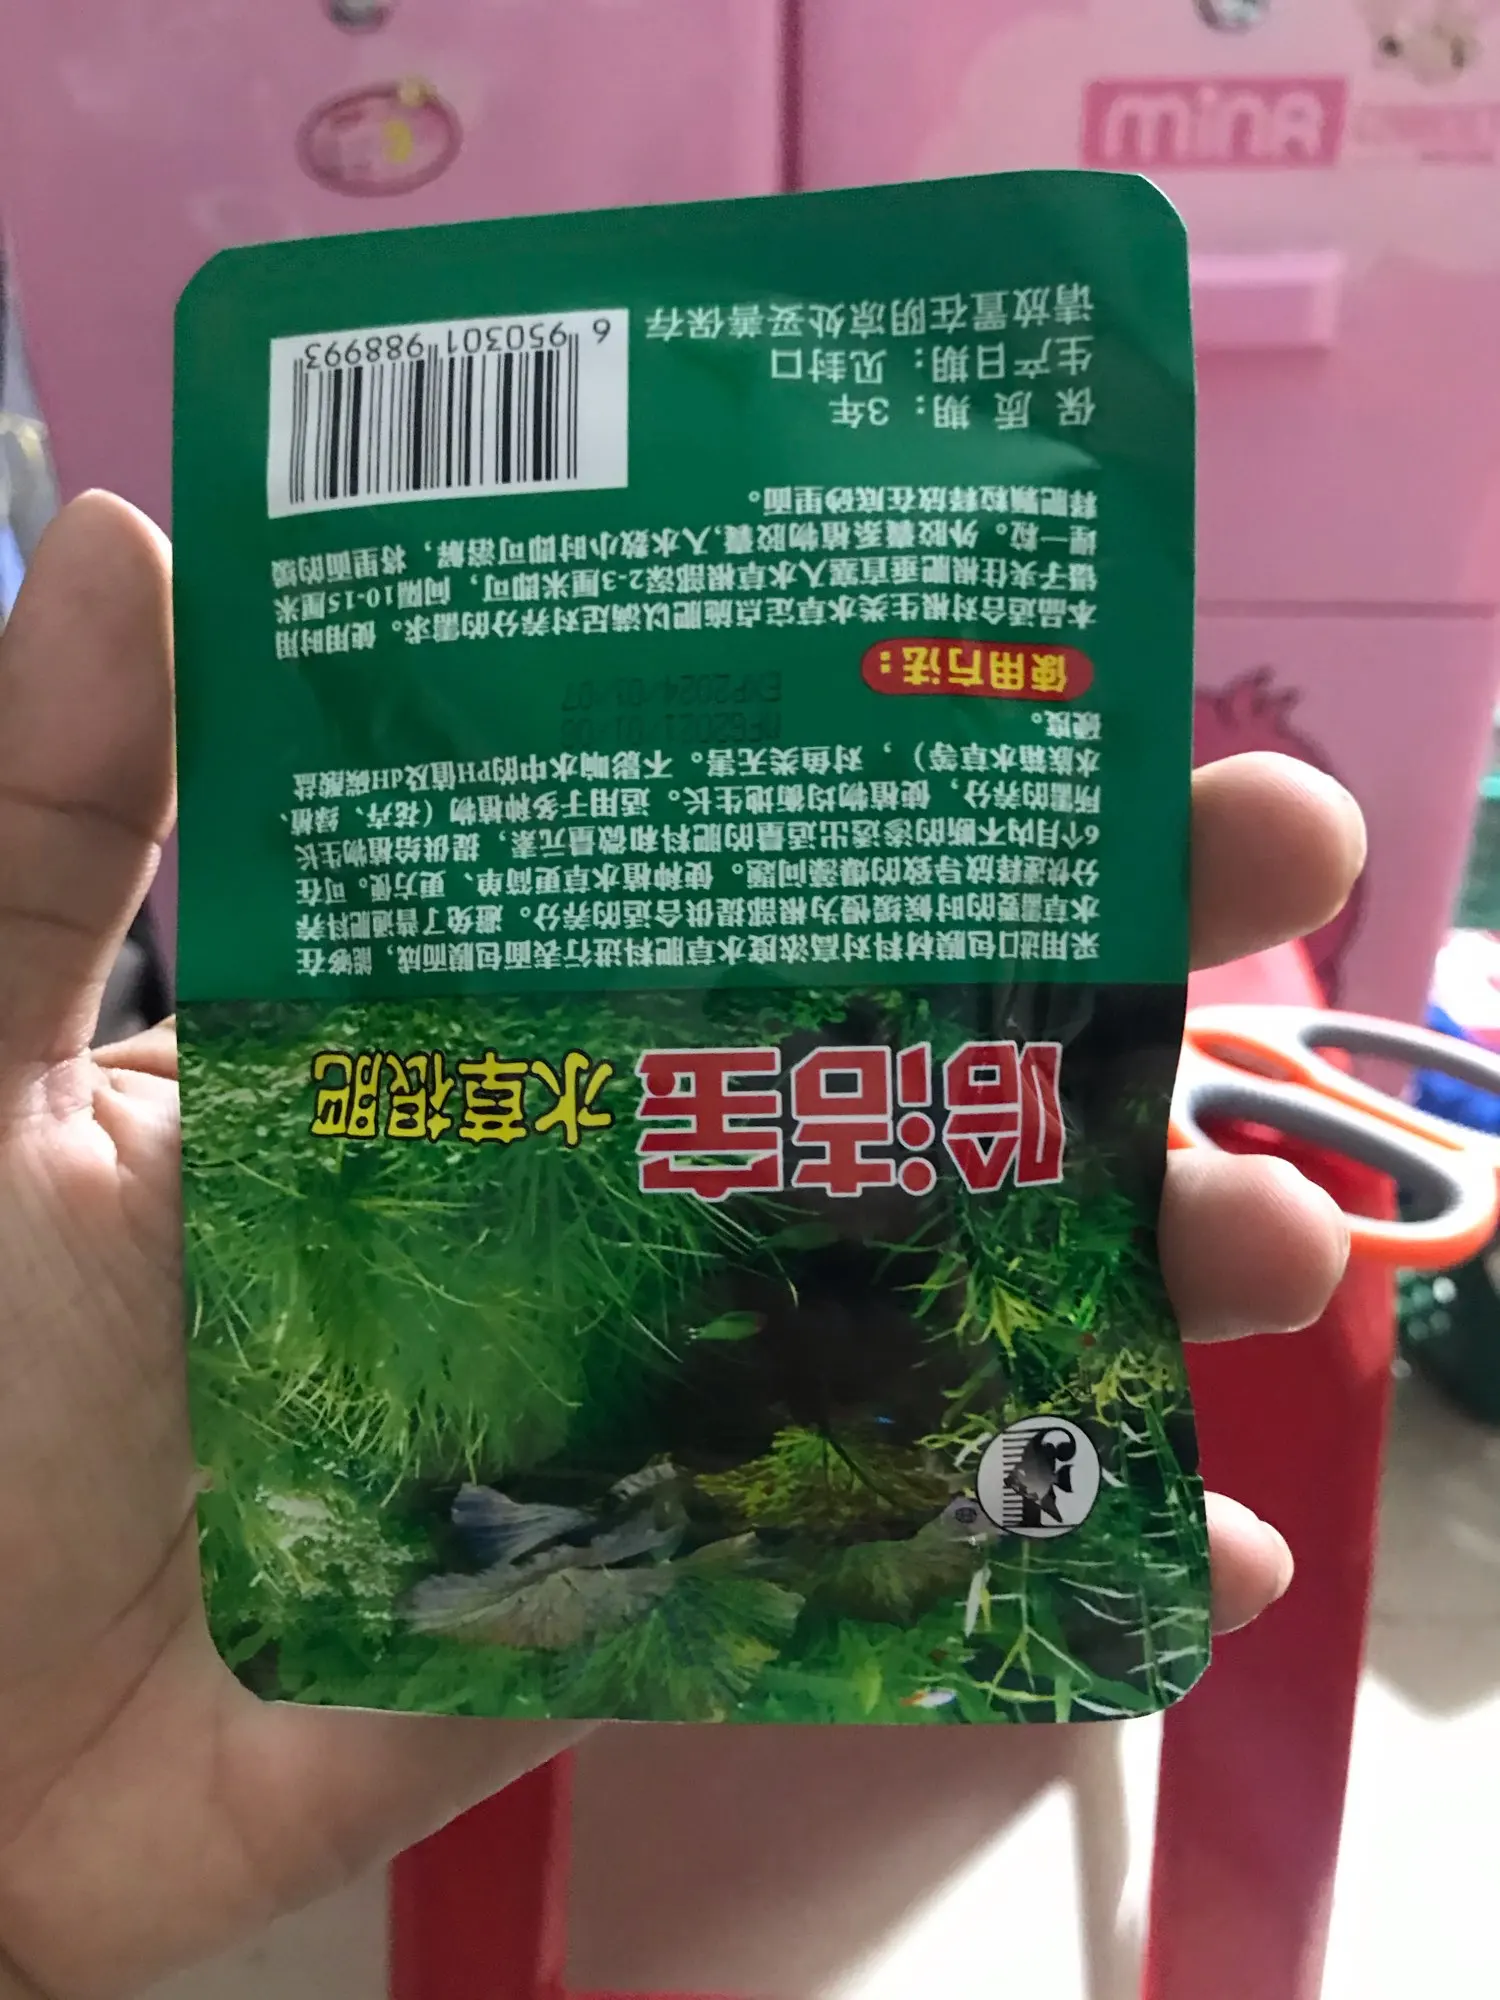 哈洁宝 水草根肥
采用进口包膜材料对高浓度水草肥料进行表面包膜而成，能够在
水草需要的时候缓慢为根部提供合适的养分。避免了普通肥料养
分快速释放导致的爆藻问题。使种植水草更简单、更方便。可在
6个月内不断的渗透出适量的肥料和微量元素，提供给植物生长
所需的养分，使植物均衡地生长。适用于多种植物（花卉、绿植、
水族箱水草等），对鱼类无害。不影响水中的PH值及dH碳酸盐
硬度。
使用方法：
本品适合对根生类水草定点施肥以满足对养分的需求。使用时用
镊子夹住根肥垂直塞入水草根部深2-3厘米即可，间隔10-15厘米
埋一粒。外胶囊系植物胶囊,入水数小时即可溶解，将里面的缓
释肥颗粒释放在底砂里面。
保 质 期：3年
生产日期：见封口
请放置在阴凉处妥善保存
6 950301 988993
minA